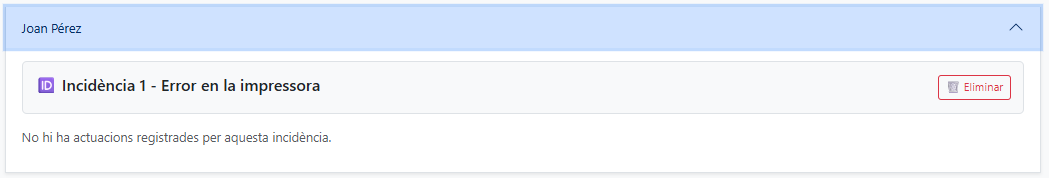 Joan Pérez
🆔 Incidència 1 - Error en la impressora
🗑️ Eliminar
No hi ha actuacions registrades per aquesta incidència.